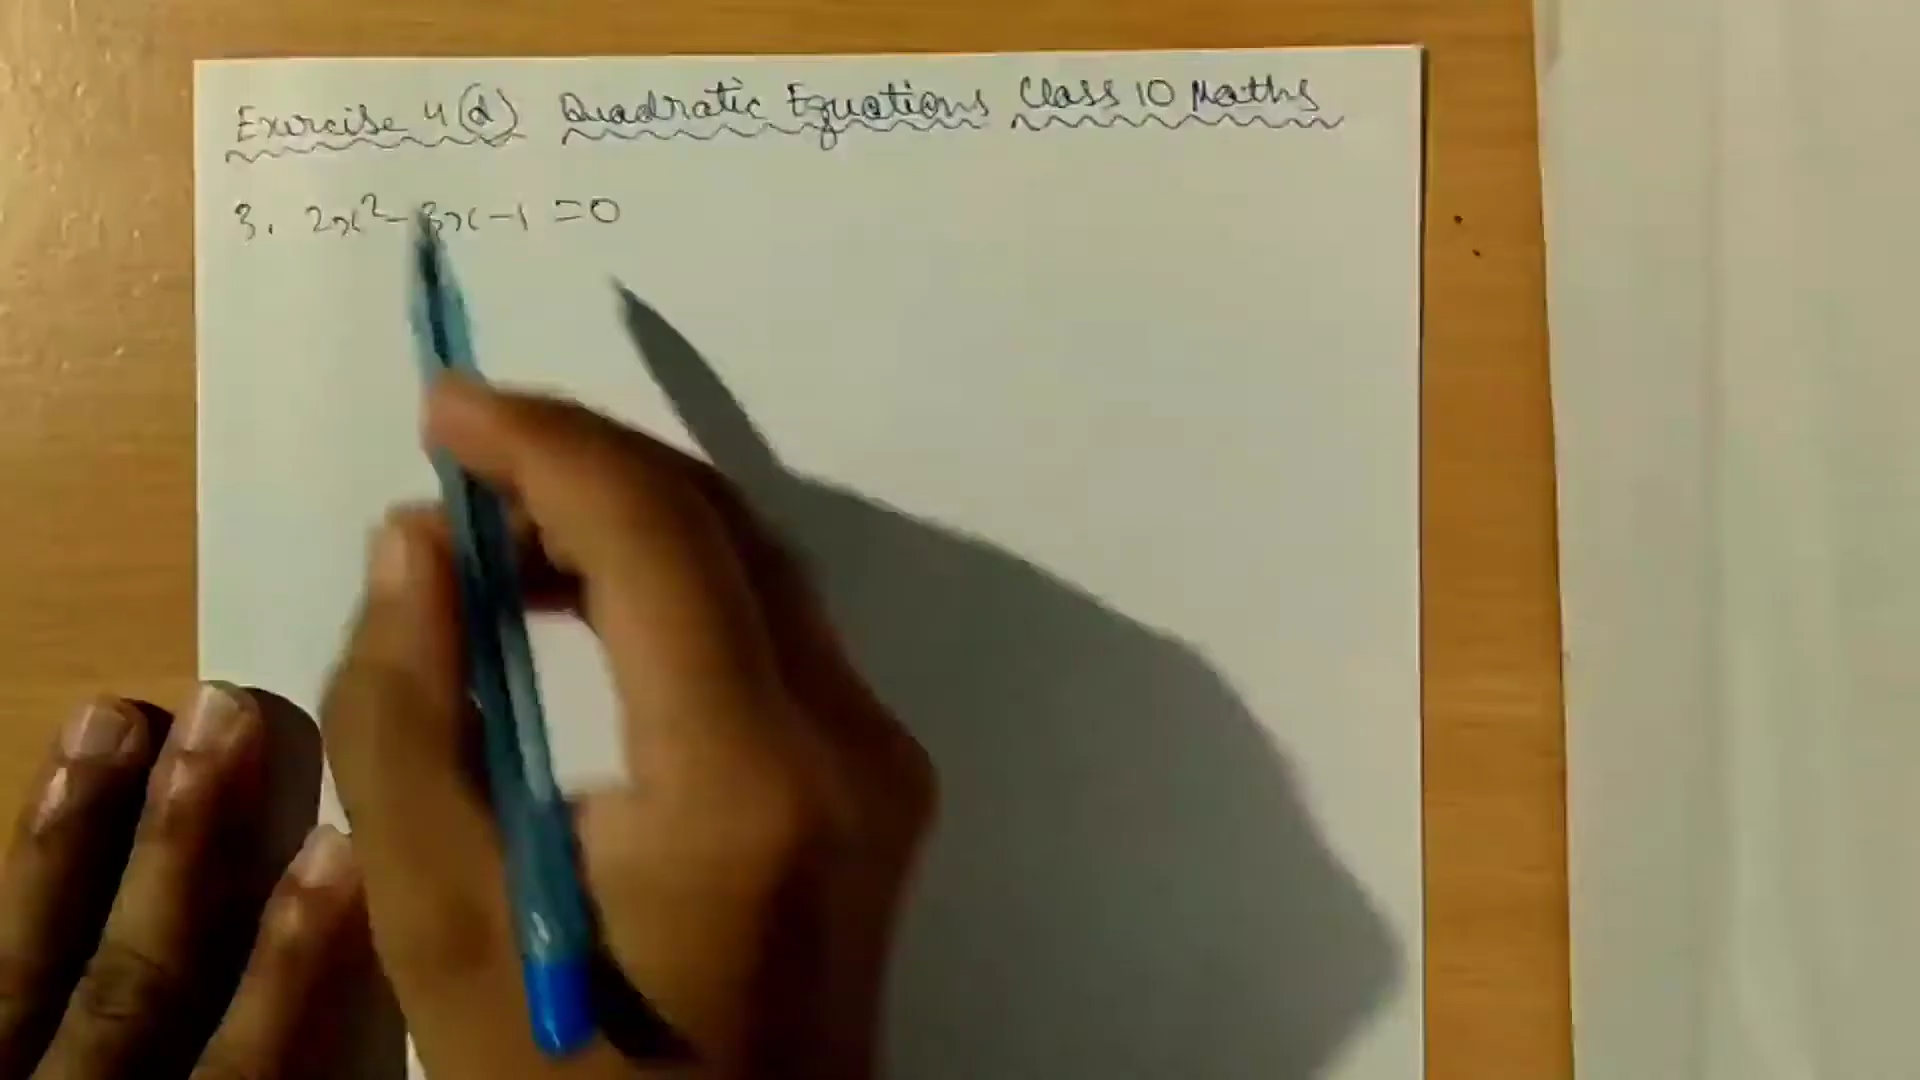 Exercise 4(d) Quadratic Equations Class 10 Maths
3. 2x² - 3x - 1 = 0